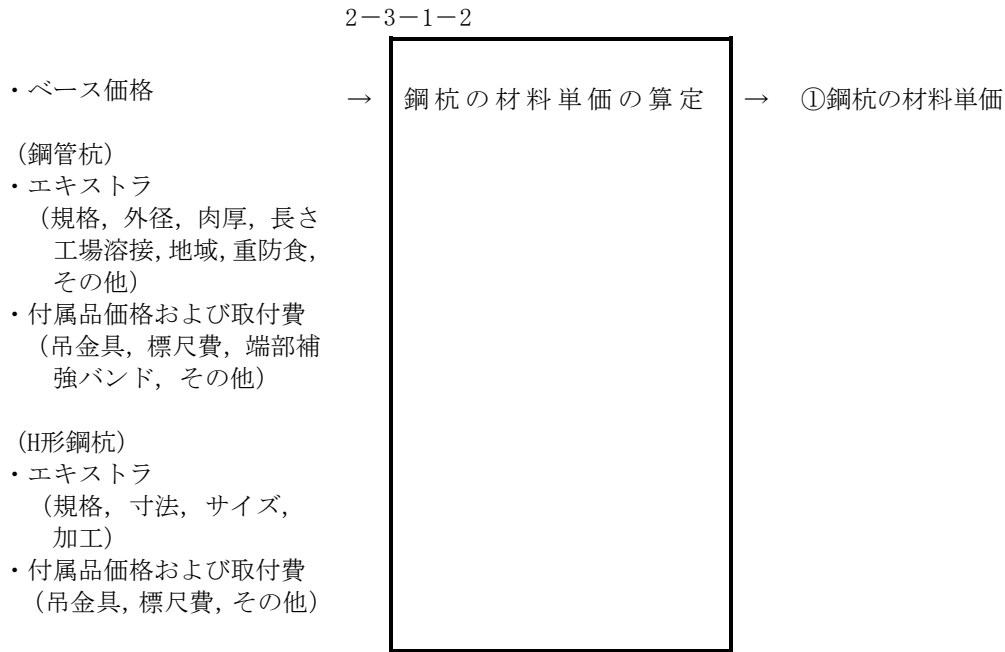 2－3－1－2
・ベース価格 → 鋼杭の材料単価の算定 → ①鋼杭の材料単価
（鋼管杭）
・エキストラ
（規格，外径，肉厚，長さ
工場溶接，地域，重防食，
その他）
・付属品価格および取付費
（吊金具，標尺費，端部補
強バンド，その他）
（H形鋼杭）
・エキストラ
（規格，寸法，サイズ，
加工）
・付属品価格および取付費
（吊金具，標尺費，その他）